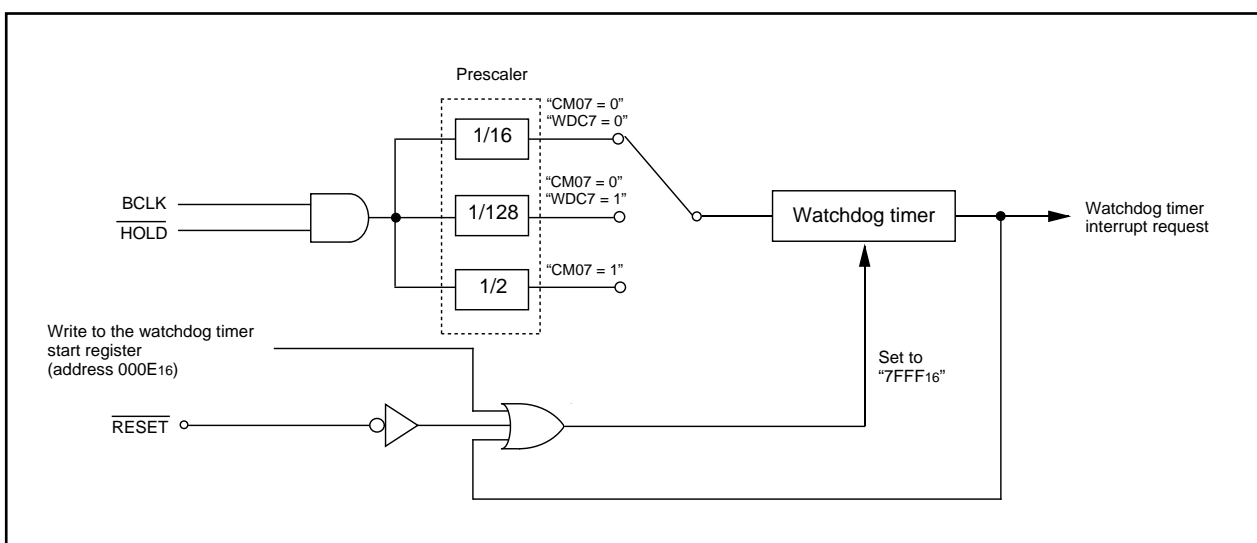 Prescaler
“CM07 = 0”
“WDC7 = 0”
1/16
“CM07 = 0”
“WDC7 = 1”
BCLK
HOLD
1/128
Watchdog timer
Watchdog timer
interrupt request
“CM07 = 1”
1/2
Write to the watchdog timer
start register
(address 000E16)
Set to
“7FFF16”
RESET